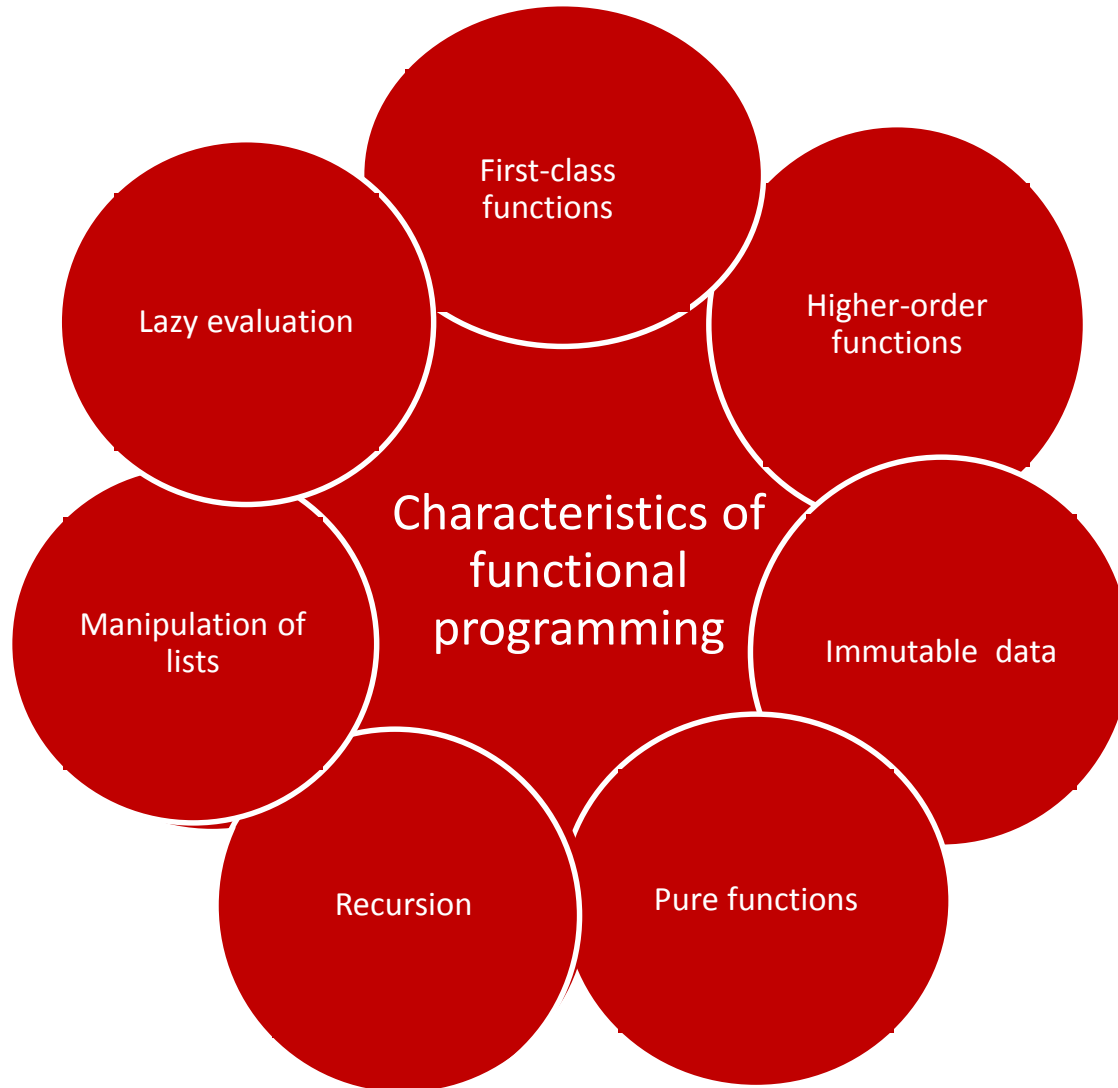 First-class
functions
Higher-order
functions
Lazy evaluation
Characteristics of
functional
programming
Manipulation of
lists
Immutable  data
Recursion
Pure functions